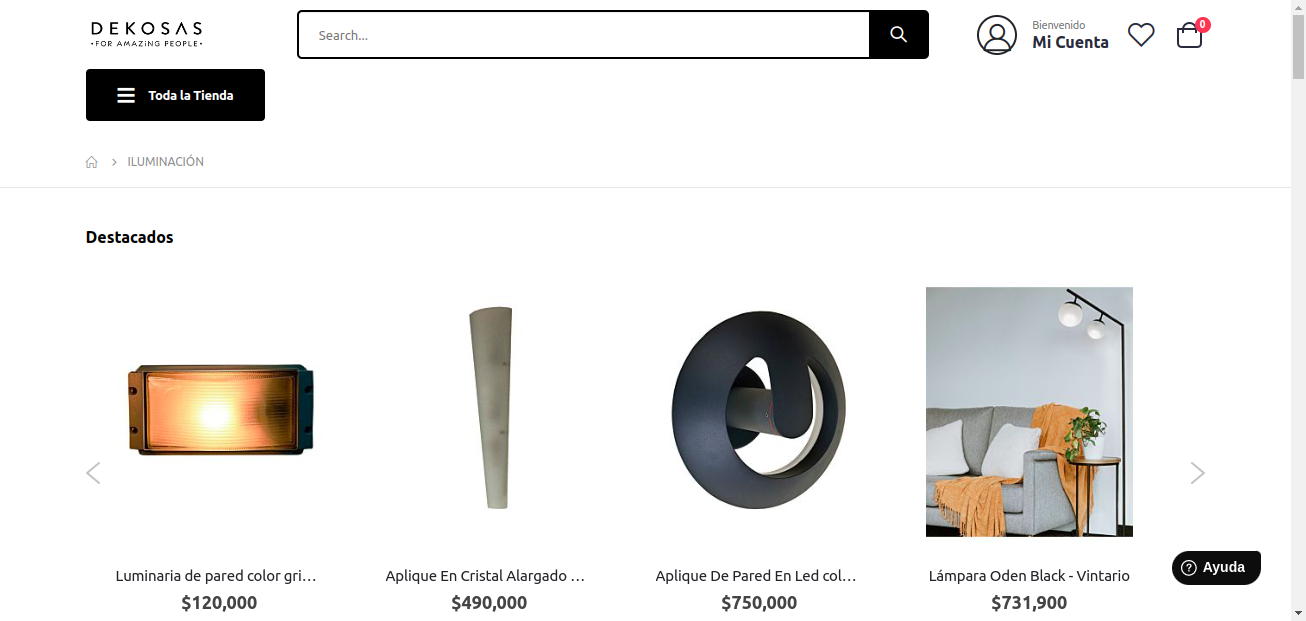 DEKOSAS
•FOR AMAZiNG PEOPLE•
Search...
Bienvenido
Mi Cuenta
0
Toda la Tienda
ILUMINACIÓN
Destacados
Luminaria de pared color gri...
$120,000
Aplique En Cristal Alargado ...
$490,000
Aplique De Pared En Led col...
$750,000
Lámpara Oden Black - Vintario
$731,900
Ayuda